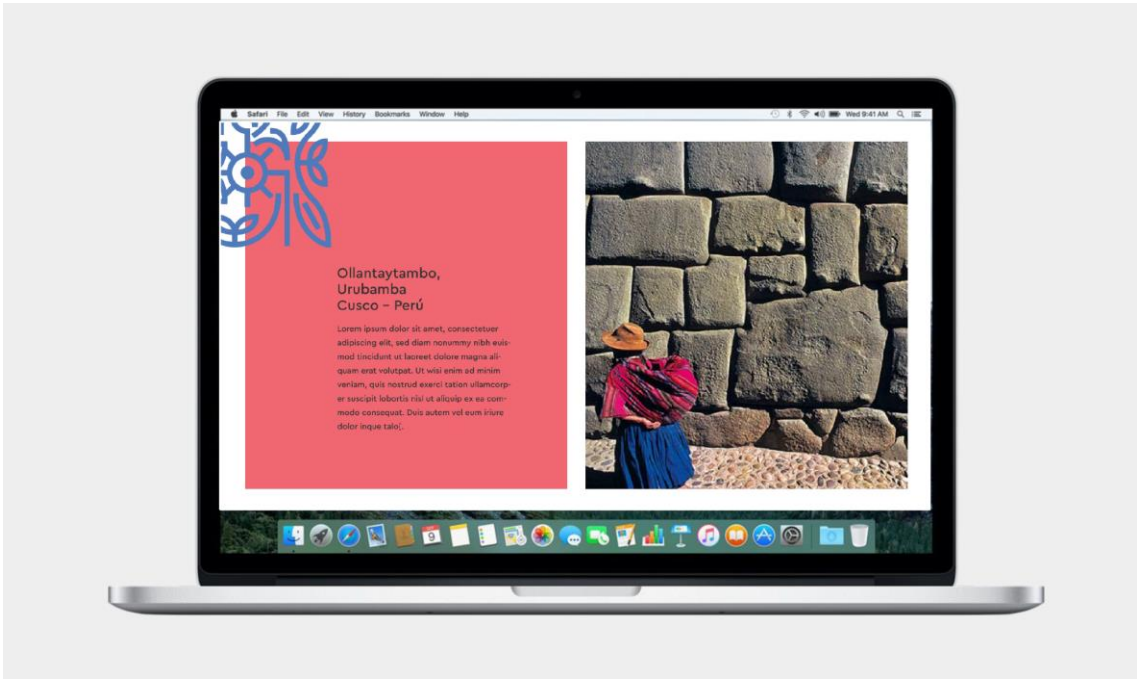 Safari File Edit View History Bookmarks Window Help Wed 9:41 AM
Ollantaytambo,
Urubamba
Cusco – Perú
Lorem ipsum dolor sit amet, consectetuer
adipiscing elit, sed diam nonummy nibh euis-
mod tincidunt ut laoreet dolore magna ali-
quam erat volutpat. Ut wisi enim ad minim
veniam, quis nostrud exerci tation ullamcorp-
er suscipit lobortis nisl ut aliquip ex ea com-
modo consequat. Duis autem vel eum iriure
dolor inque talo[.
9